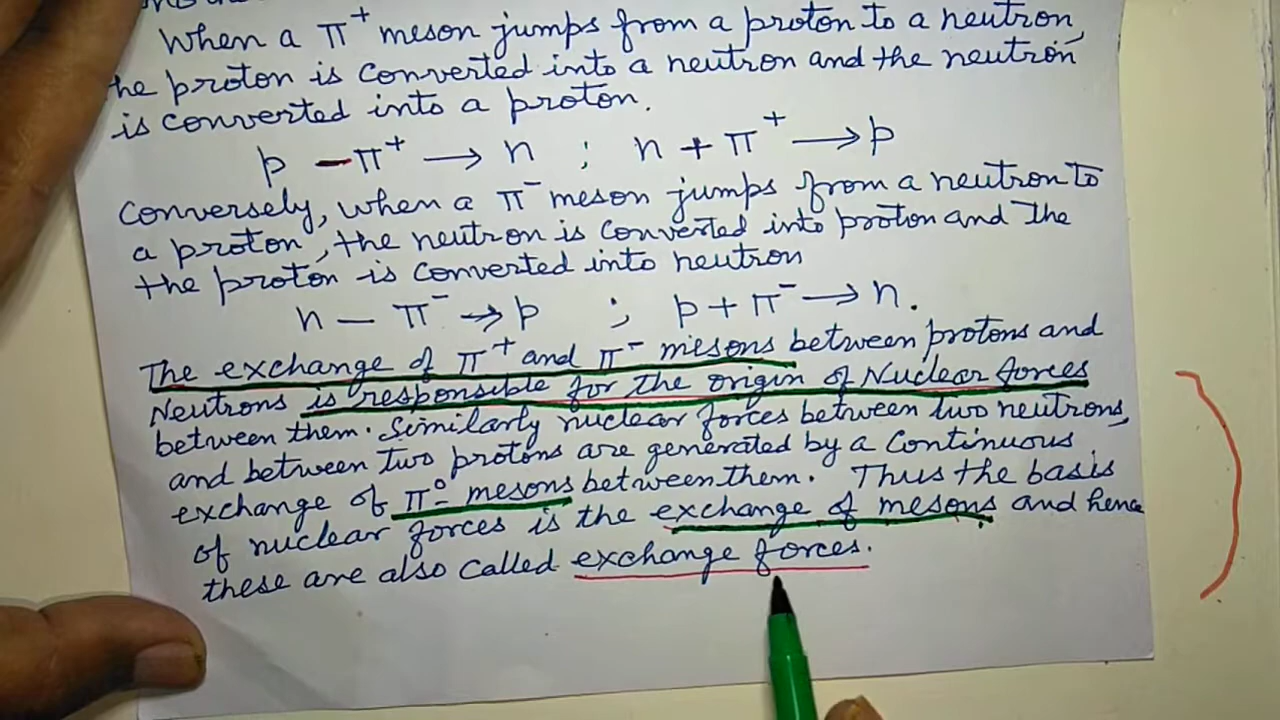 When a π⁺ meson jumps from a proton to a neutron,
the proton is converted into a neutron and the neutron
is converted into a proton.
p - π⁺ → n ; n + π⁺ → p
Conversely, when a π⁻ meson jumps from a neutron to
a proton, the neutron is converted into proton and the
the proton is converted into neutron
n — π⁻ → p ; p + π⁻ → n.
The exchange of π⁺ and π⁻ mesons between protons and
Neutrons is responsible for the origin of Nuclear forces
between them. Similarly nuclear forces between two neutrons,
and between two protons are generated by a continuous
exchange of π⁰- mesons between them. Thus the basis
of nuclear forces is the exchange of mesons and hence
these are also called exchange forces.